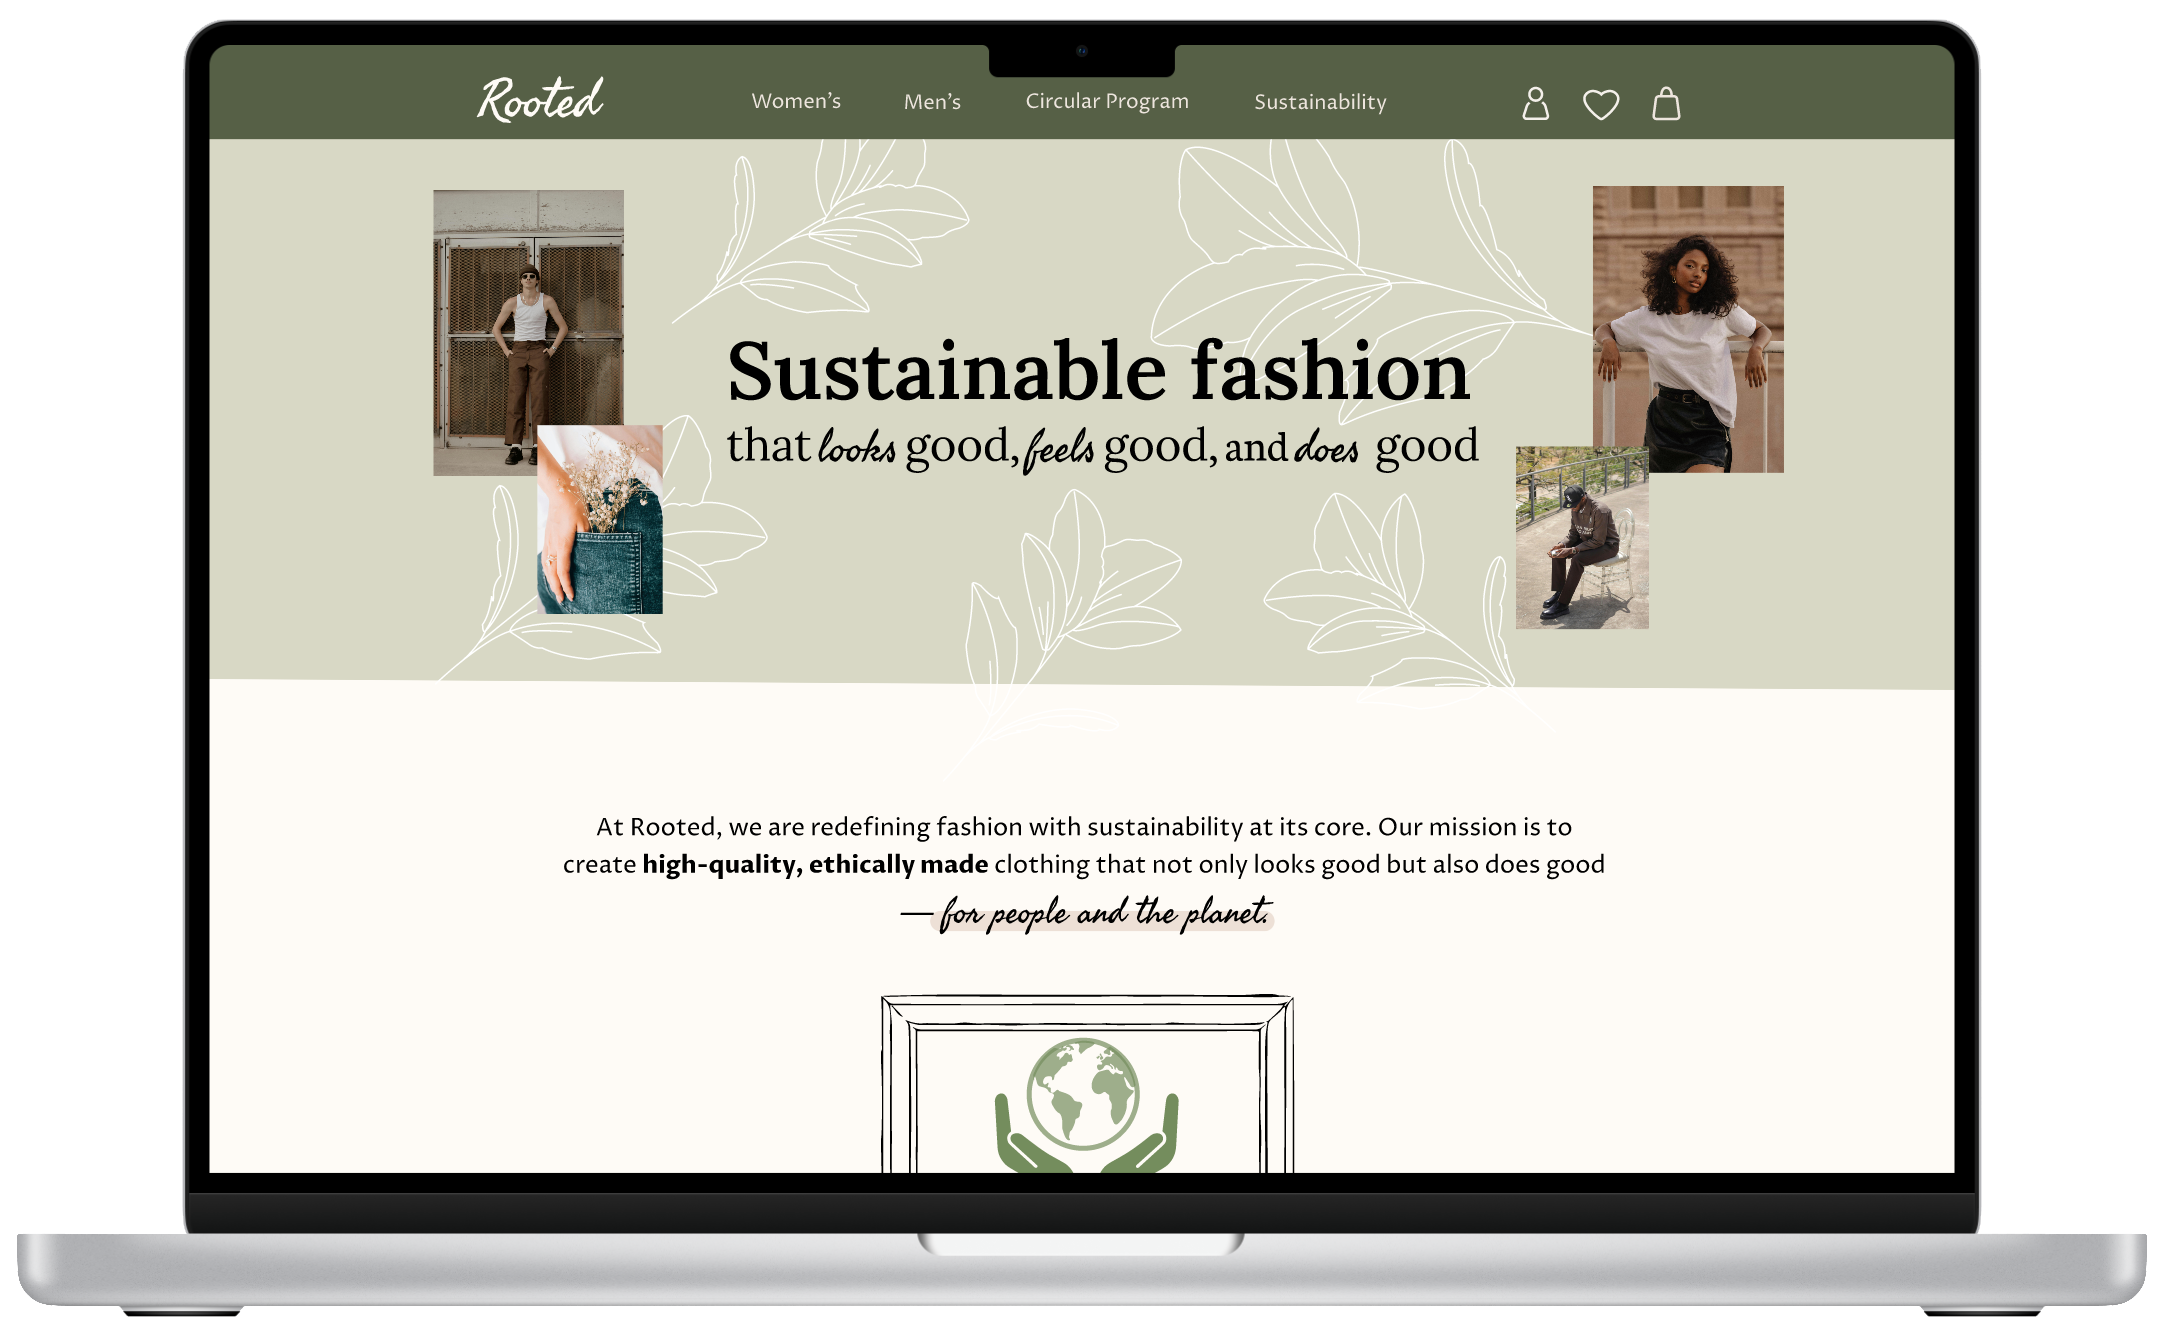 Rooted
Women's
Men's
Circular Program
Sustainability
Sustainable fashion
that looks good, feels good, and does good
At Rooted, we are redefining fashion with sustainability at its core. Our mission is to
create high-quality, ethically made clothing that not only looks good but also does good
— for people and the planet.